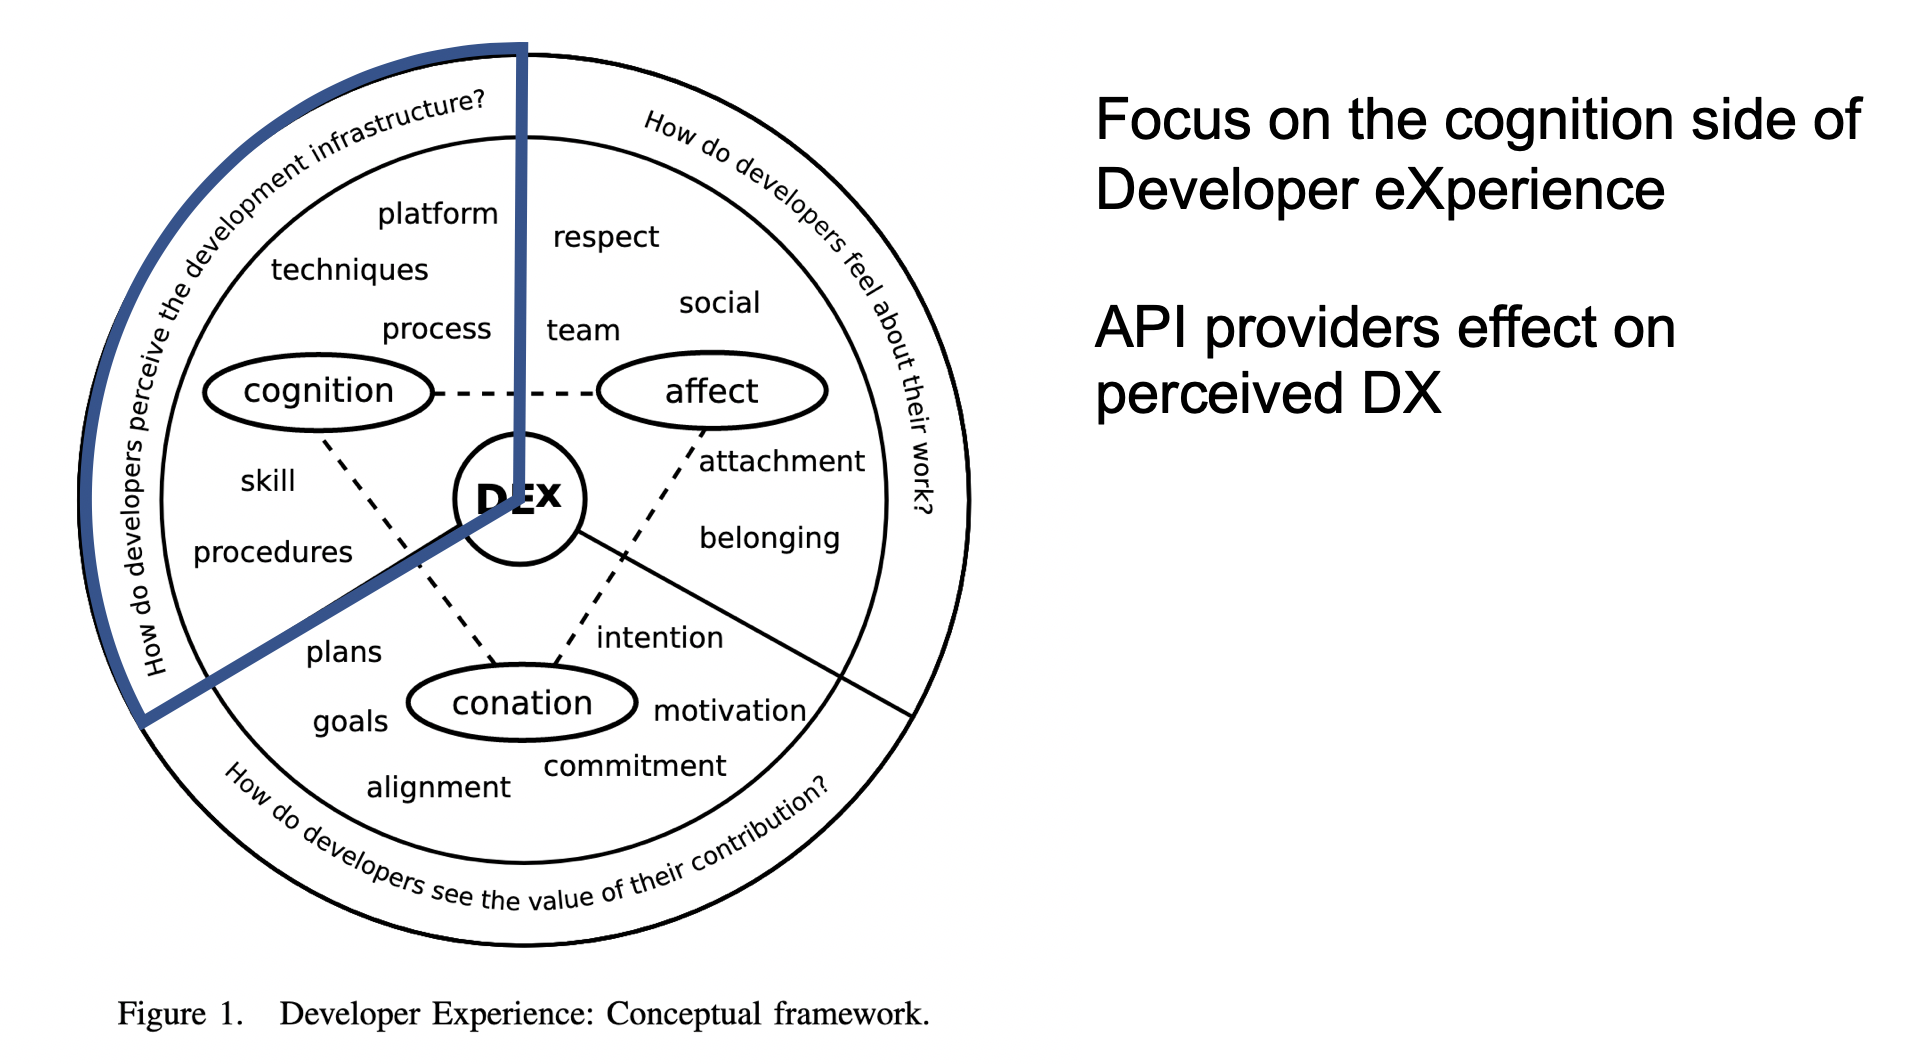 How do developers perceive the development infrastructure?
How do developers feel about their work?
platform
respect
techniques
social
process
team
cognition
affect
skill
DEx
attachment
procedures
belonging
plans
intention
goals
conation
motivation
alignment
commitment
How do developers see the value of their contribution?
Figure 1. Developer Experience: Conceptual framework.
Focus on the cognition side of
Developer eXperience
API providers effect on
perceived DX